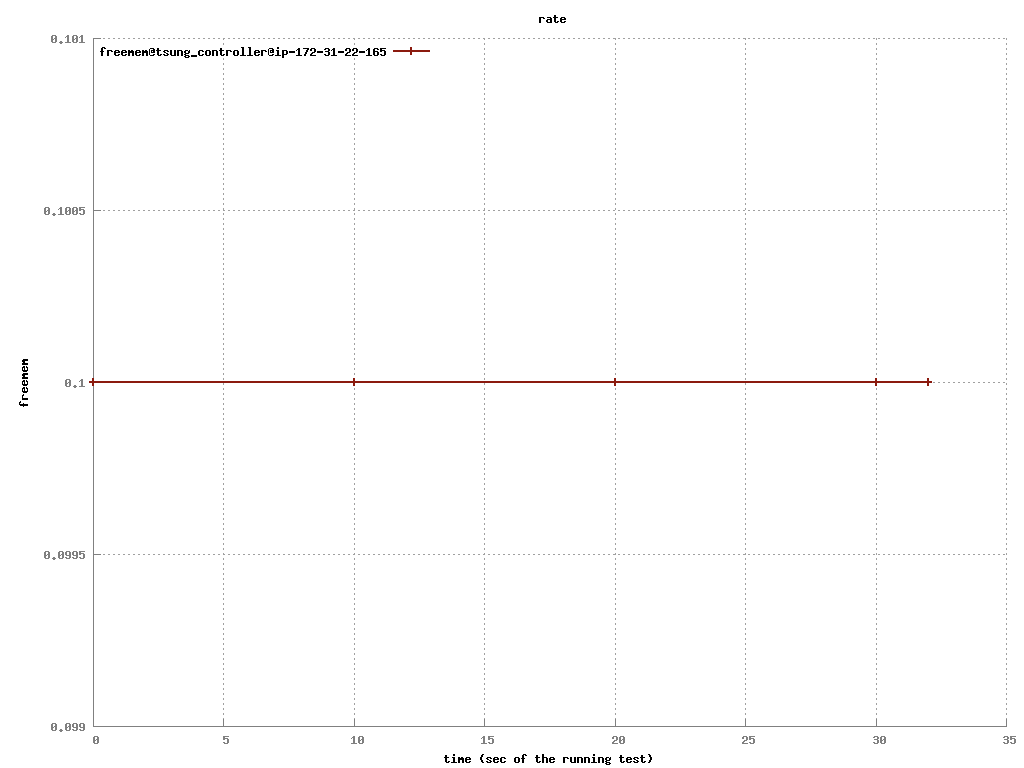 rate
0.101
freemem@tsung_controller@ip-172-31-22-165
0.1005
freemem
0.1
0.0995
0.099
0 5 10 15 20 25 30 35
time (sec of the running test)